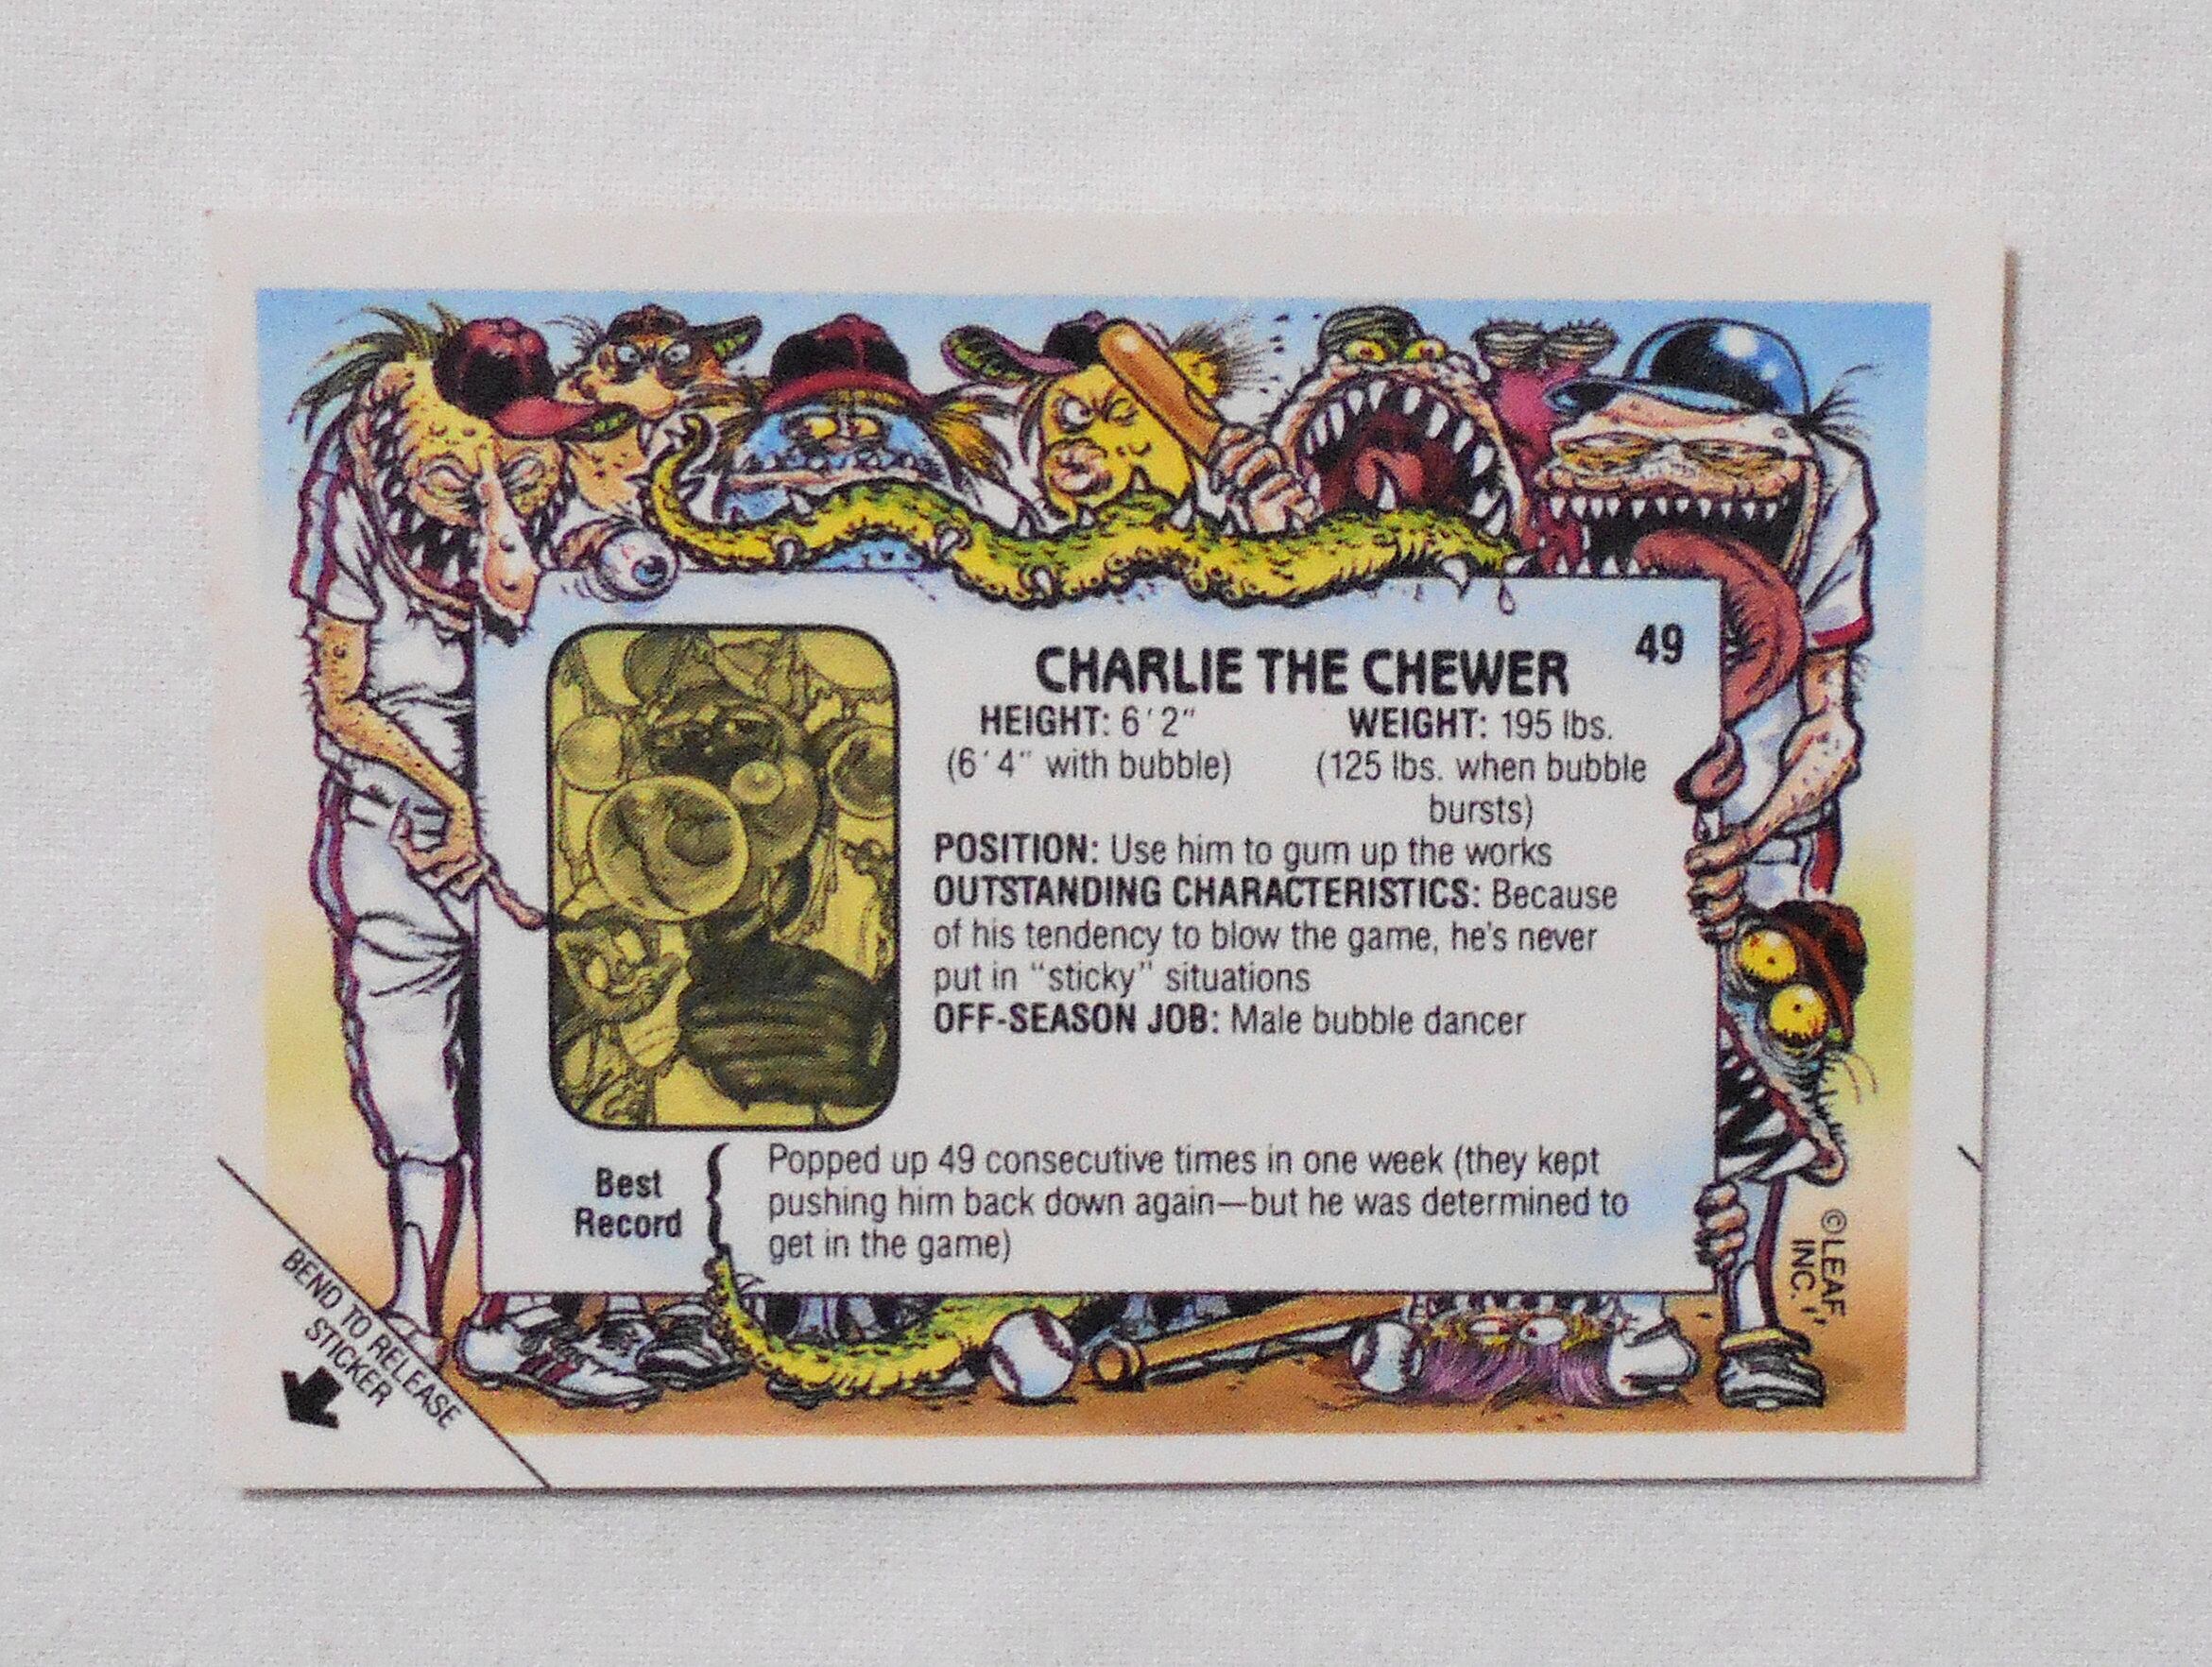 49
CHARLIE THE CHEWER
HEIGHT: 6'2" WEIGHT: 195 lbs.
(6'4" with bubble) (125 lbs. when bubble
bursts)
POSITION: Use him to gum up the works
OUTSTANDING CHARACTERISTICS: Because
of his tendency to blow the game, he's never
put in "sticky" situations
OFF-SEASON JOB: Male bubble dancer
Best
Record
Popped up 49 consecutive times in one week (they kept
pushing him back down again—but he was determined to
get in the game)
©LEAF
INC.
BEND TO RELEASE
STICKER